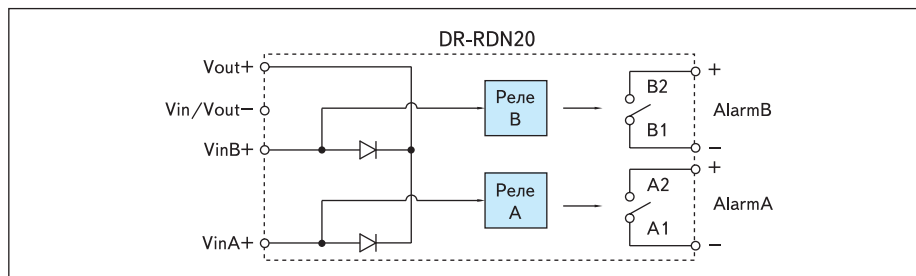 DR-RDN20
Vout+
Vin/Vout−
VinB+
VinA+
Реле
B
Реле
A
B2
B1
+
AlarmB
−
A2
A1
+
AlarmA
−